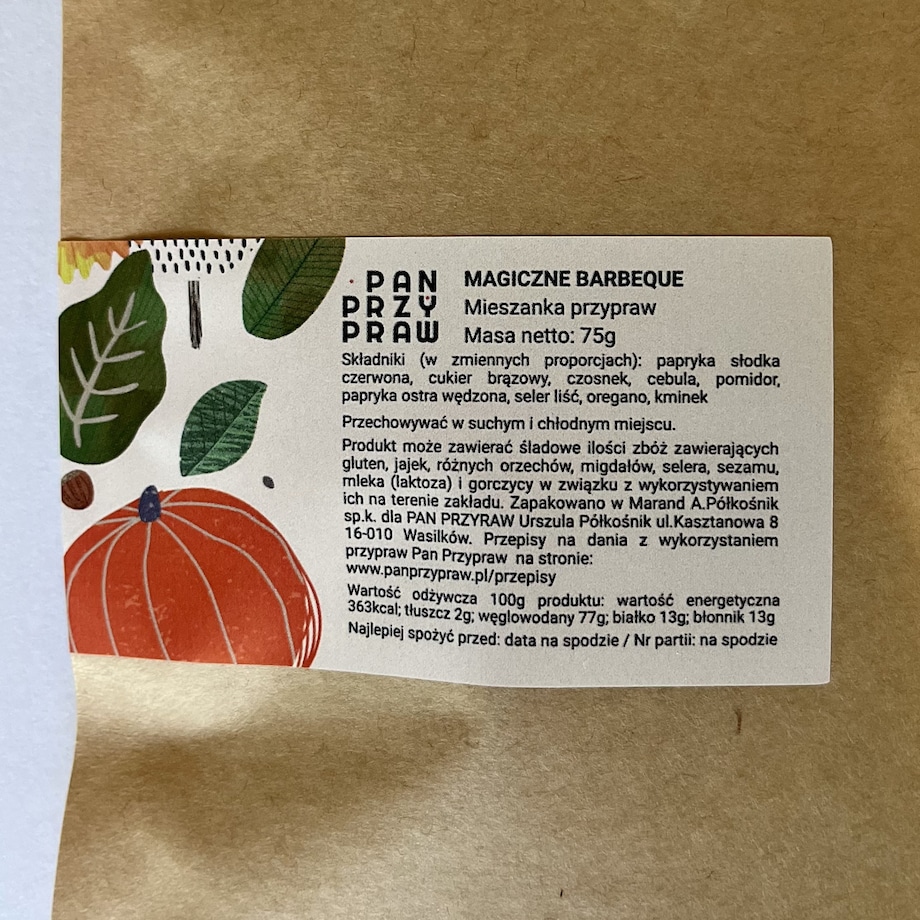 PAN
PRZY
PRAW
MAGICZNE BARBEQUE
Mieszanka przypraw
Masa netto: 75g
Składniki (w zmiennych proporcjach): papryka słodka
czerwona, cukier brązowy, czosnek, cebula, pomidor,
papryka ostra wędzona, seler liść, oregano, kminek
Przechowywać w suchym i chłodnym miejscu.
Produkt może zawierać śladowe ilości zbóż zawierających
gluten, jajek, różnych orzechów, migdałów, selera, sezamu,
mleka (laktoza) i gorczycy w związku z wykorzystywaniem
ich na terenie zakładu. Zapakowano w Marand A.Półkośnik
sp.k. dla PAN PRZYRAW Urszula Półkośnik ul.Kasztanowa 8
16-010 Wasilków. Przepisy na dania z wykorzystaniem
przypraw Pan Przypraw na stronie:
www.panprzypraw.pl/przepisy
Wartość odżywcza 100g produktu: wartość energetyczna
363kcal; tłuszcz 2g; węglowodany 77g; białko 13g; błonnik 13g
Najlepiej spożyć przed: data na spodzie / Nr partii: na spodzie